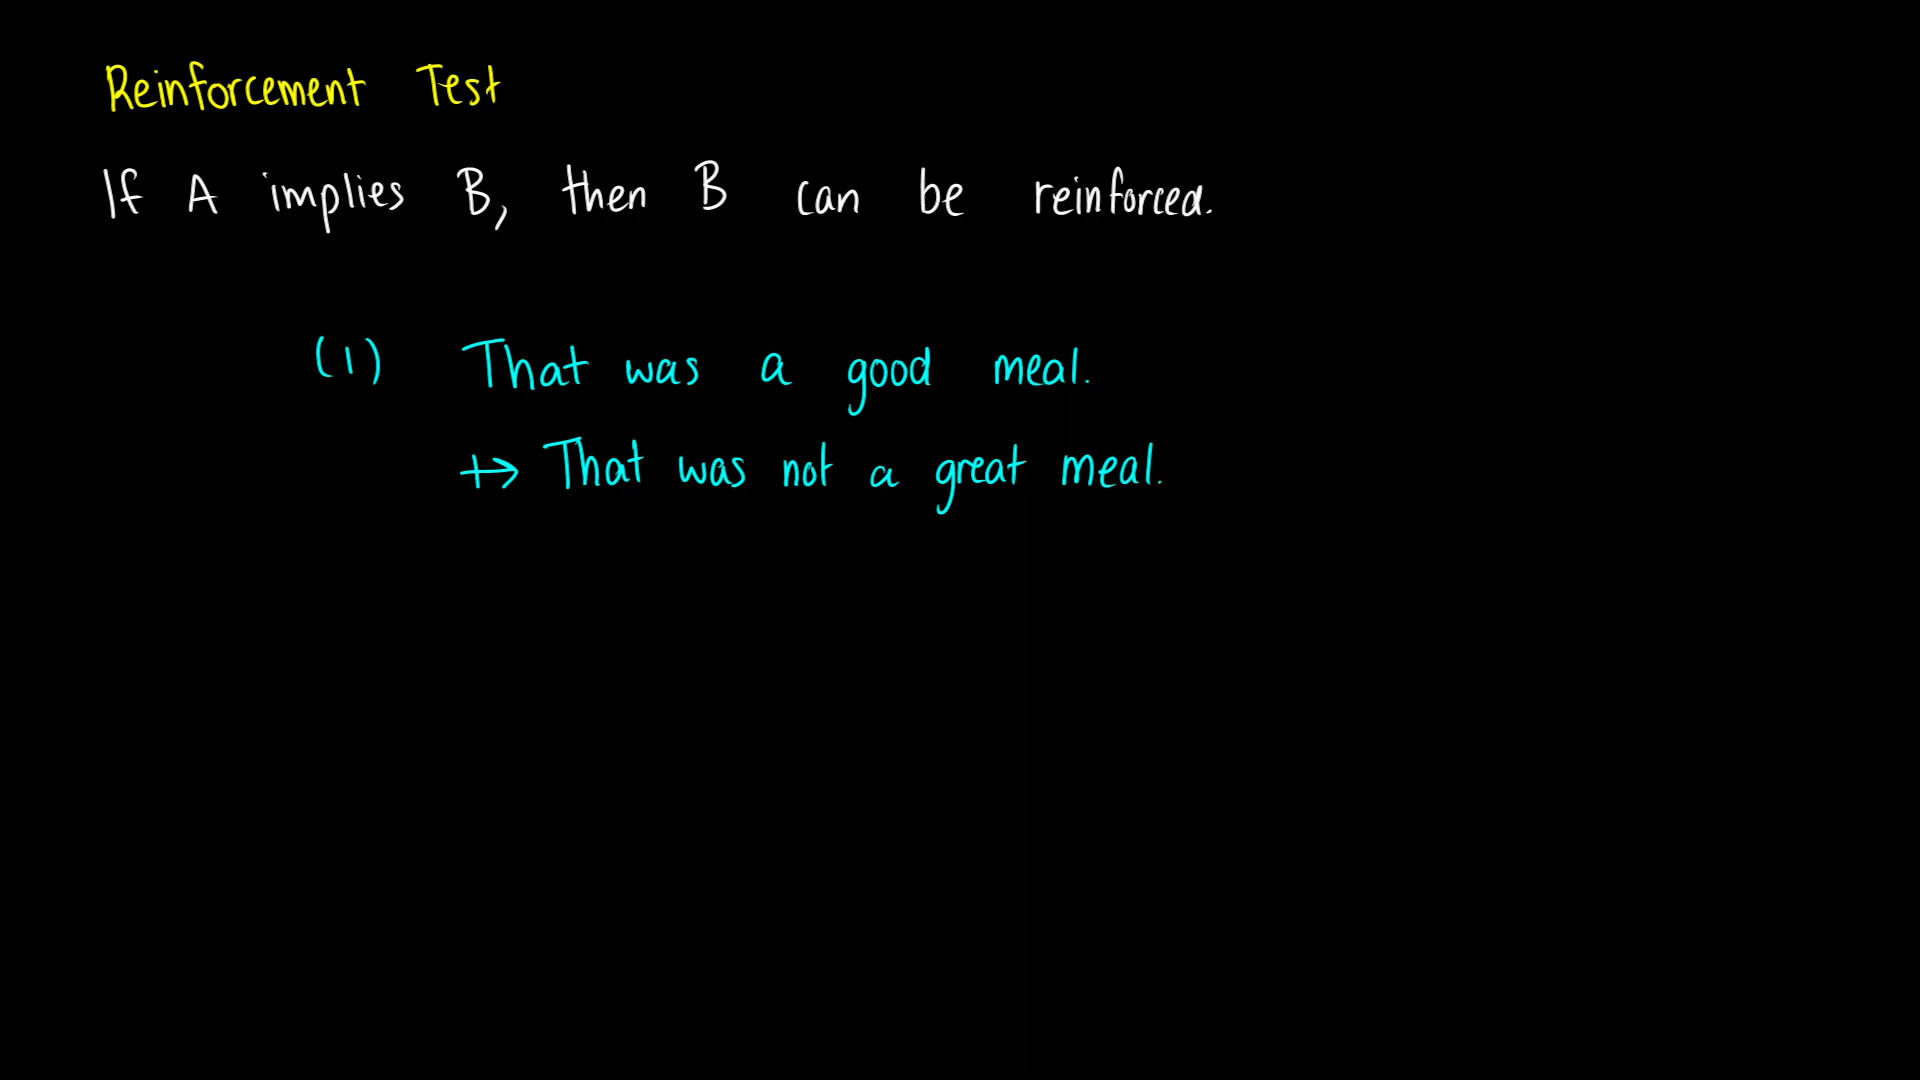 Reinforcement Test
If A implies B, then B can be reinforced.
(1) That was a good meal.
+> That was not a great meal.